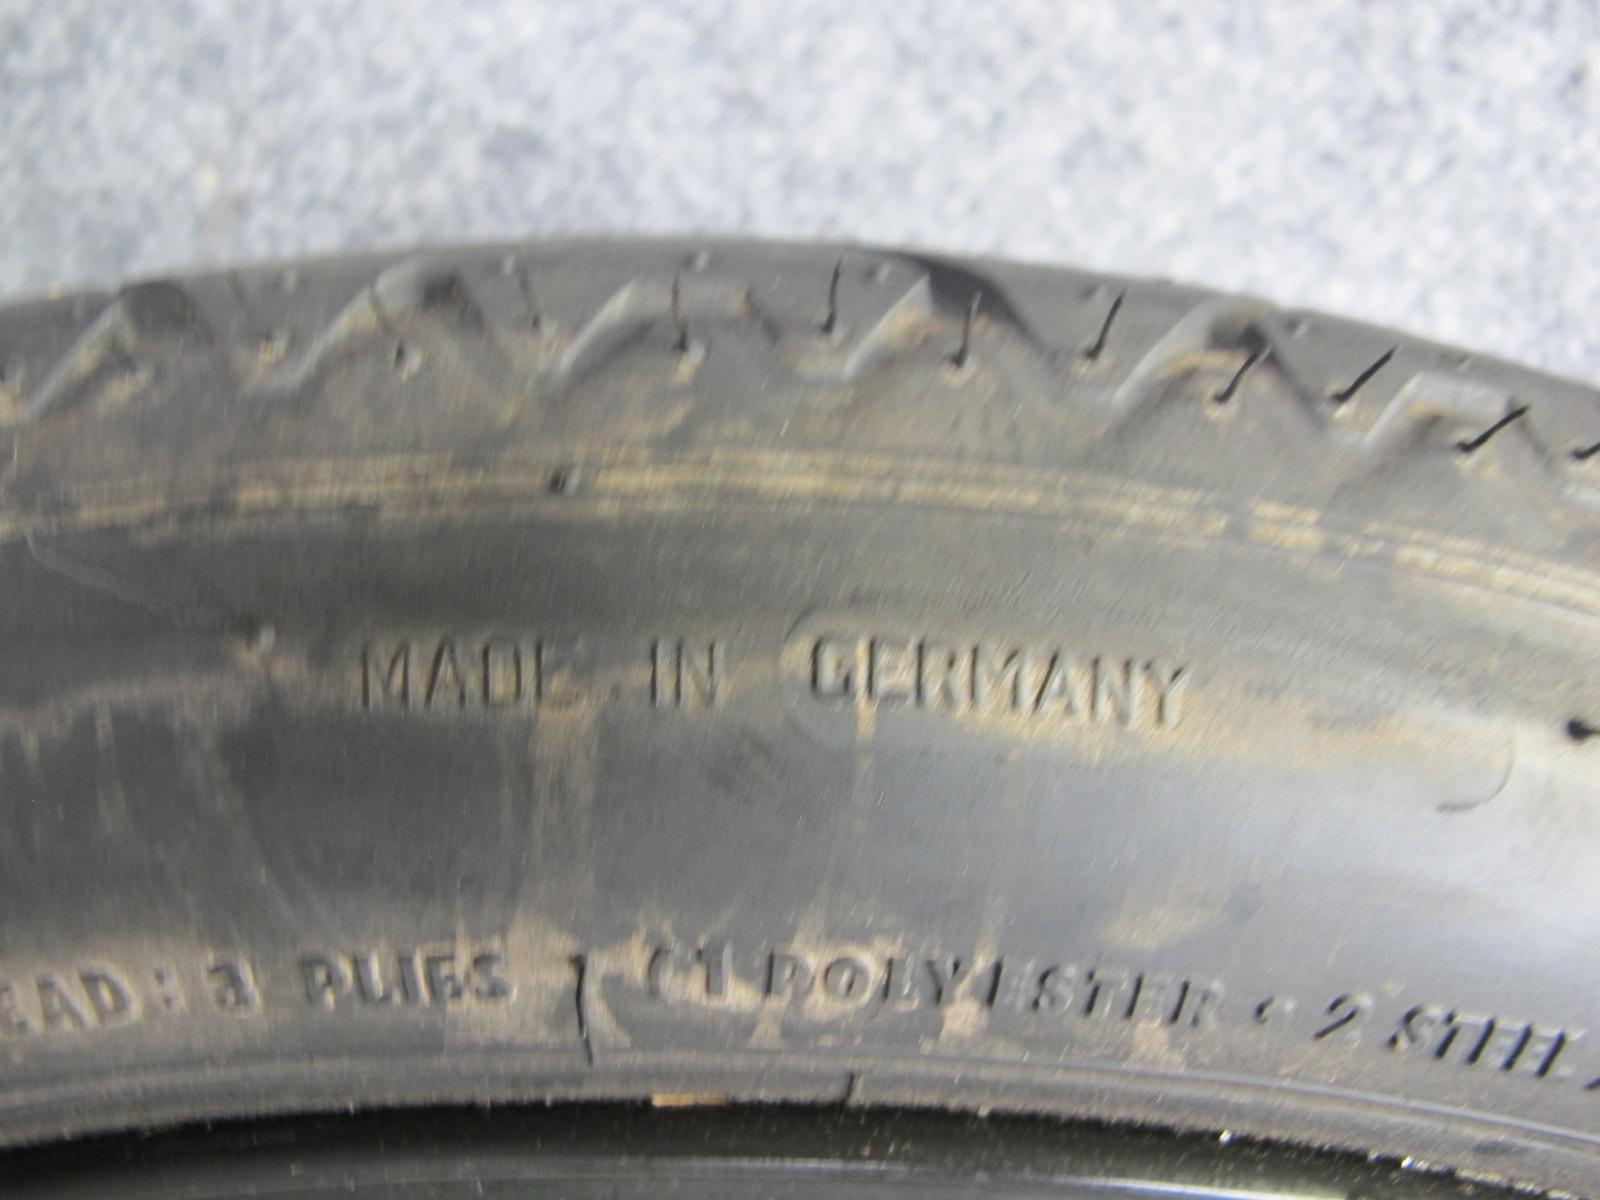 MADE IN GERMANY
EAD: 3 PLIES (1 POLYESTER + 2 STEEL